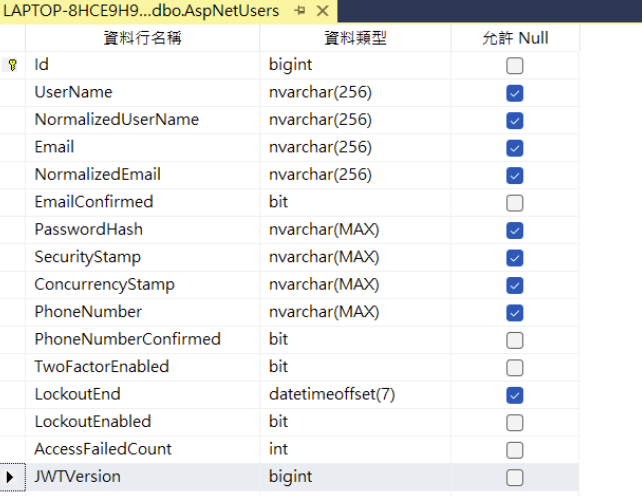 LAPTOP-8HCE9H9...dbo.AspNetUsers
資料行名稱 資料類型 允許 Null
Id bigint
UserName nvarchar(256)
NormalizedUserName nvarchar(256)
Email nvarchar(256)
NormalizedEmail nvarchar(256)
EmailConfirmed bit
PasswordHash nvarchar(MAX)
SecurityStamp nvarchar(MAX)
ConcurrencyStamp nvarchar(MAX)
PhoneNumber nvarchar(MAX)
PhoneNumberConfirmed bit
TwoFactorEnabled bit
LockoutEnd datetimeoffset(7)
LockoutEnabled bit
AccessFailedCount int
JWTVersion bigint